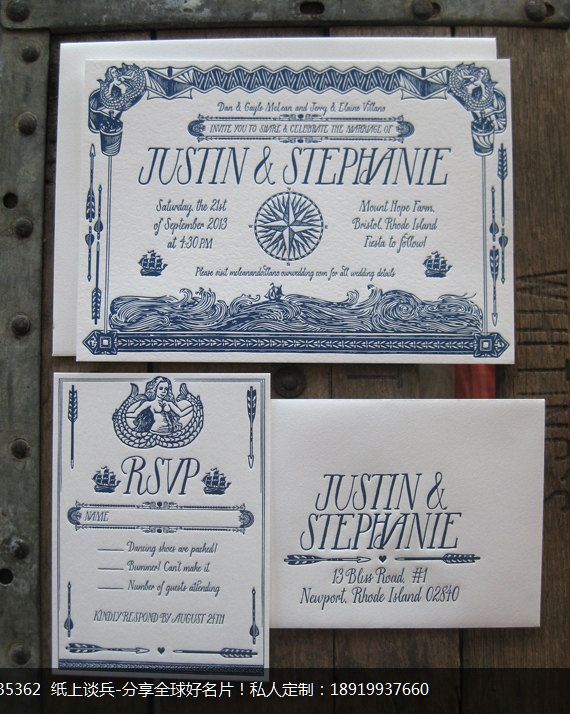 Dan & Gayle McLean and Jerry & Elaine Villano
INVITE YOU TO SHARE & CELEBRATE THE MARRIAGE OF
JUSTIN & STEPHANIE
Saturday, the 21st
of September 2013
at 4:30 PM
Mount Hope Farm,
Bristol, Rhode Island
Fiesta to follow!
Please visit mcleanandvillano.ourwedding.com for all wedding details
RSVP
NAME
Dancing shoes are packed!
Bummer! Can't make it.
Number of guests attending
KINDLY RESPOND BY AUGUST 24TH
JUSTIN &
STEPHANIE
13 Bliss Road, #1
Newport, Rhode Island 02840
35362 纸上谈兵-分享全球好名片！私人定制：18919937660